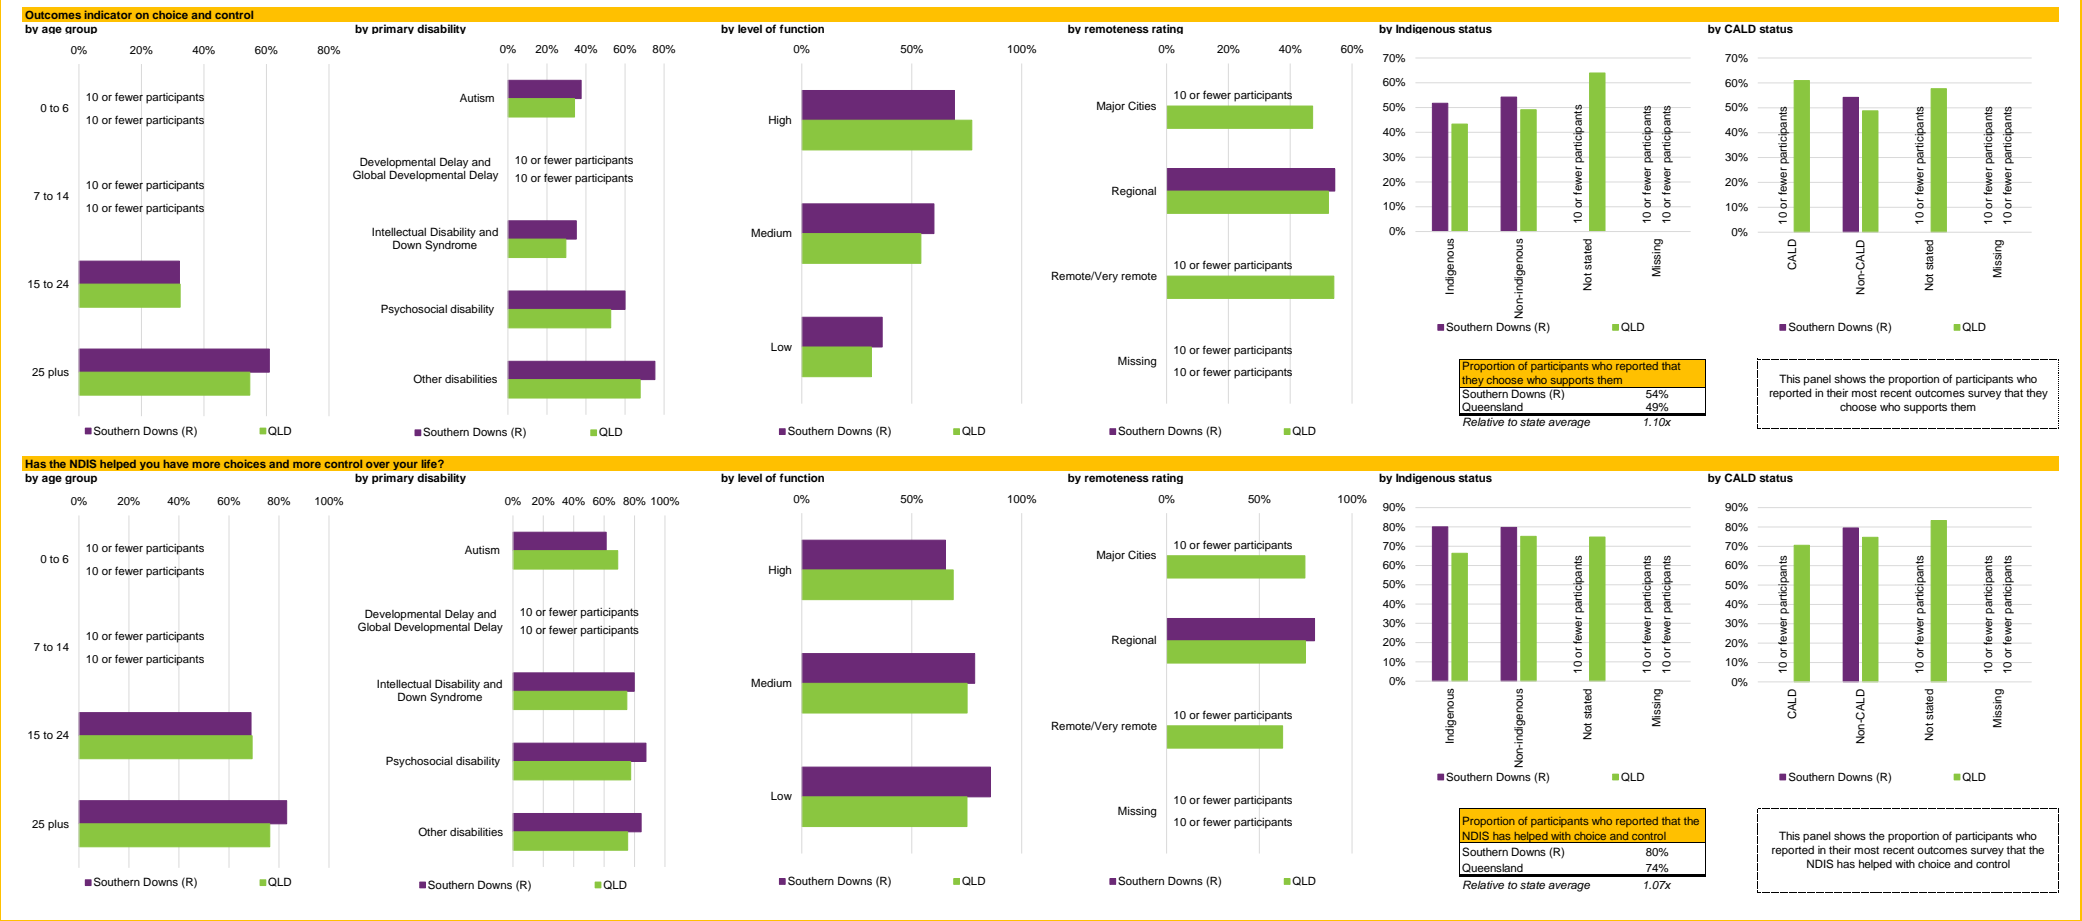 Outcomes indicator on choice and control
by age group
0% 20% 40% 60% 80%
0 to 6
10 or fewer participants
10 or fewer participants
7 to 14
10 or fewer participants
10 or fewer participants
15 to 24
25 plus
Southern Downs (R) QLD
by primary disability
0% 20% 40% 60% 80%
Autism
Developmental Delay and
Global Developmental Delay
10 or fewer participants
10 or fewer participants
Intellectual Disability and
Down Syndrome
Psychosocial disability
Other disabilities
Southern Downs (R) QLD
by level of function
0% 50% 100%
High
Medium
Low
Southern Downs (R) QLD
by remoteness rating
0% 20% 40% 60%
Major Cities
10 or fewer participants
Regional
Remote/Very remote
10 or fewer participants
Missing
10 or fewer participants
10 or fewer participants
Southern Downs (R) QLD
by Indigenous status
70%
60%
50%
40%
30%
20%
10%
0%
10 or fewer participants
10 or fewer participants
10 or fewer participants
Indigenous
Non-indigenous
Not stated
Missing
Southern Downs (R) QLD
Proportion of participants who reported that
they choose who supports them
Southern Downs (R) 54%
Queensland 49%
Relative to state average 1.10x
by CALD status
70%
60%
50%
40%
30%
20%
10%
0%
10 or fewer participants
10 or fewer participants
10 or fewer participants
10 or fewer participants
CALD
Non-CALD
Not stated
Missing
Southern Downs (R) QLD
This panel shows the proportion of participants who
reported in their most recent outcomes survey that they
choose who supports them
Has the NDIS helped you have more choices and more control over your life?
by age group
0% 20% 40% 60% 80% 100%
0 to 6
10 or fewer participants
10 or fewer participants
7 to 14
10 or fewer participants
10 or fewer participants
15 to 24
25 plus
Southern Downs (R) QLD
by primary disability
0% 20% 40% 60% 80% 100%
Autism
Developmental Delay and
Global Developmental Delay
10 or fewer participants
10 or fewer participants
Intellectual Disability and
Down Syndrome
Psychosocial disability
Other disabilities
Southern Downs (R) QLD
by level of function
0% 50% 100%
High
Medium
Low
Southern Downs (R) QLD
by remoteness rating
0% 50% 100%
Major Cities
10 or fewer participants
Regional
Remote/Very remote
10 or fewer participants
Missing
10 or fewer participants
10 or fewer participants
Southern Downs (R) QLD
by Indigenous status
90%
80%
70%
60%
50%
40%
30%
20%
10%
0%
10 or fewer participants
10 or fewer participants
10 or fewer participants
Indigenous
Non-indigenous
Not stated
Missing
Southern Downs (R) QLD
Proportion of participants who reported that the
NDIS has helped with choice and control
Southern Downs (R) 80%
Queensland 74%
Relative to state average 1.07x
by CALD status
90%
80%
70%
60%
50%
40%
30%
20%
10%
0%
10 or fewer participants
10 or fewer participants
10 or fewer participants
10 or fewer participants
CALD
Non-CALD
Not stated
Missing
Southern Downs (R) QLD
This panel shows the proportion of participants who
reported in their most recent outcomes survey that the
NDIS has helped with choice and control